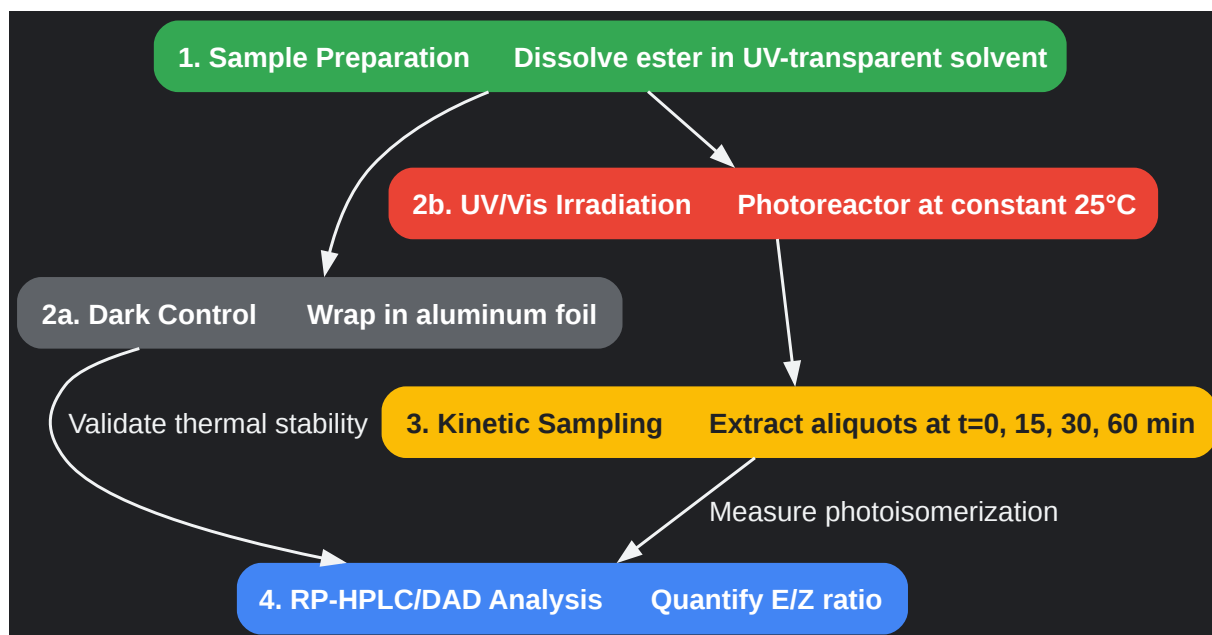 1. Sample Preparation Dissolve ester in UV-transparent solvent
2b. UV/Vis Irradiation Photoreactor at constant 25°C
2a. Dark Control Wrap in aluminum foil
Validate thermal stability
3. Kinetic Sampling Extract aliquots at t=0, 15, 30, 60 min
Measure photoisomerization
4. RP-HPLC/DAD Analysis Quantify E/Z ratio